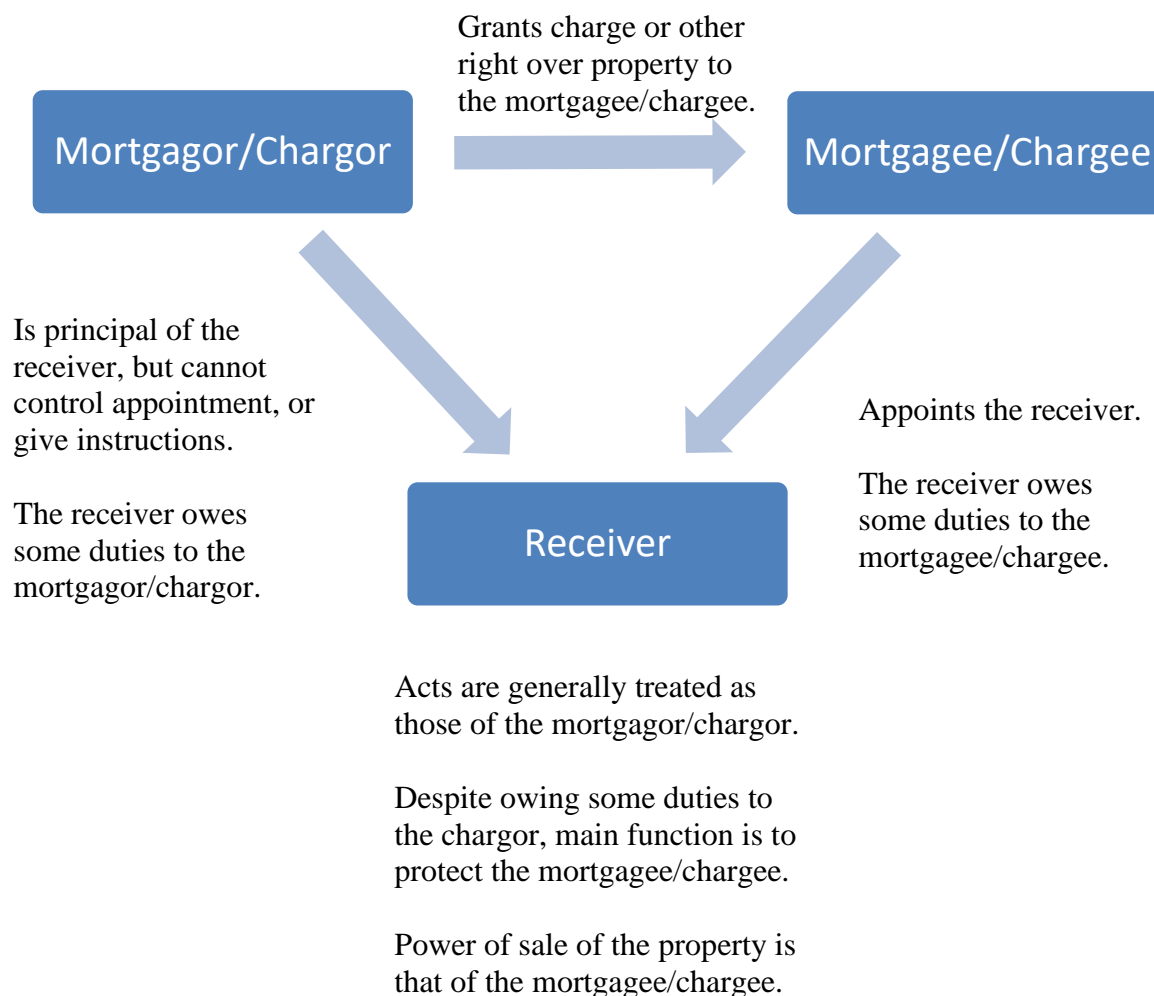 Grants charge or other
right over property to
the mortgagee/chargee.
Mortgagor/Chargor
Mortgagee/Chargee
Is principal of the
receiver, but cannot
control appointment, or
give instructions.
The receiver owes
some duties to the
mortgagor/chargor.
Appoints the receiver.
The receiver owes
some duties to the
mortgagee/chargee.
Receiver
Acts are generally treated as
those of the mortgagor/chargor.
Despite owing some duties to
the chargor, main function is to
protect the mortgagee/chargee.
Power of sale of the property is
that of the mortgagee/chargee.